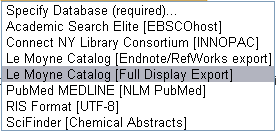 Specify Database (required)...
Academic Search Elite [EBSCOhost]
Connect NY Library Consortium [INNOPAC]
Le Moyne Catalog [Endnote/RefWorks export]
Le Moyne Catalog [Full Display Export]
PubMed MEDLINE [NLM PubMed]
RIS Format [UTF-8]
SciFinder [Chemical Abstracts]